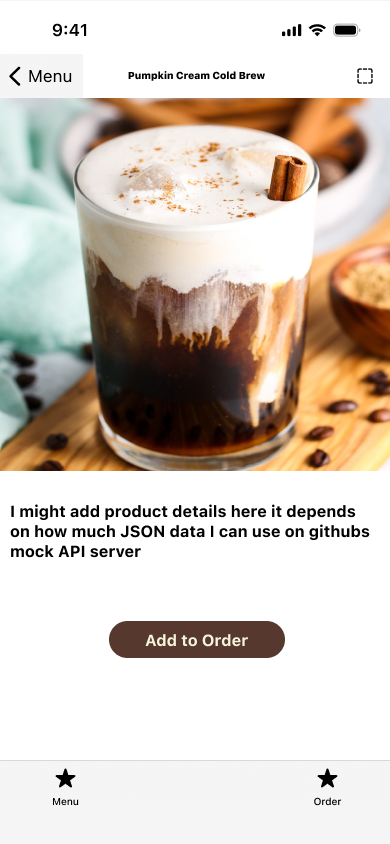 9:41
Menu
Pumpkin Cream Cold Brew
I might add product details here it depends
on how much JSON data I can use on githubs
mock API server
Add to Order
Menu
Order